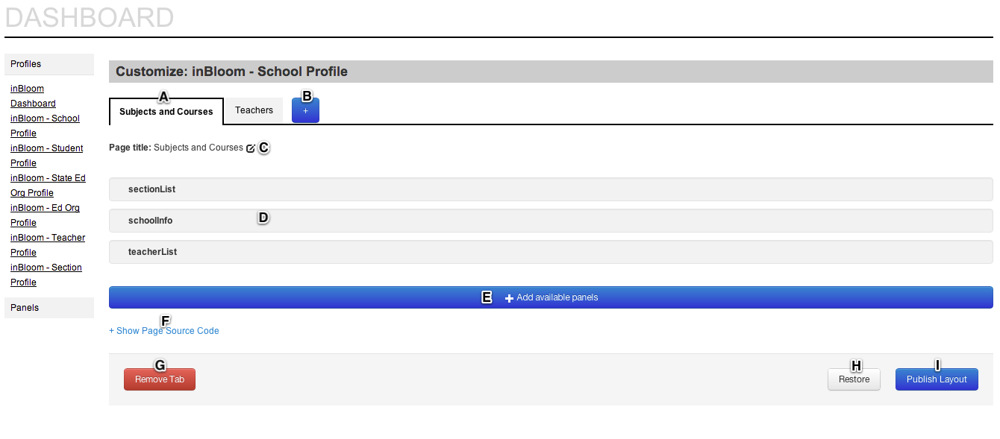 DASHBOARD
Profiles
inBloom
Dashboard
inBloom - School
Profile
inBloom - Student
Profile
inBloom - State Ed
Org Profile
inBloom - Ed Org
Profile
inBloom - Teacher
Profile
inBloom - Section
Profile
Panels
Customize: inBloom - School Profile
A
B
Subjects and Courses Teachers +
Page title: Subjects and Courses C
sectionList
schoolInfo D
teacherList
E + Add available panels
F
+ Show Page Source Code
G H I
Remove Tab Restore Publish Layout